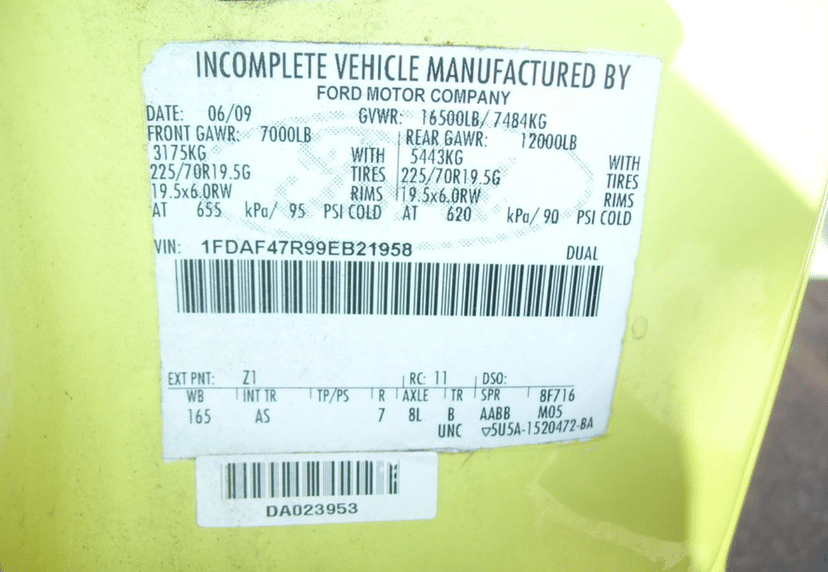 INCOMPLETE VEHICLE MANUFACTURED BY
FORD MOTOR COMPANY
DATE: 06/09 GVWR: 16500LB/ 7484KG
FRONT GAWR: 7000LB REAR GAWR: 12000LB
3175KG WITH 5443KG WITH
225/70R19.5G TIRES 225/70R19.5G TIRES
19.5x6.0RW RIMS 19.5x6.0RW RIMS
AT 655 kPa/ 95 PSI COLD AT 620 kPa/ 90 PSI COLD
VIN: 1FDAF47R99EB21958 DUAL
EXT PNT: Z1 RC: 11 DSO:
WB INT TR TP/PS R AXLE TR SPR 8F716
165 AS 7 8L B AABB M05
UNC ▽5U5A-1520472-BA
DA023953